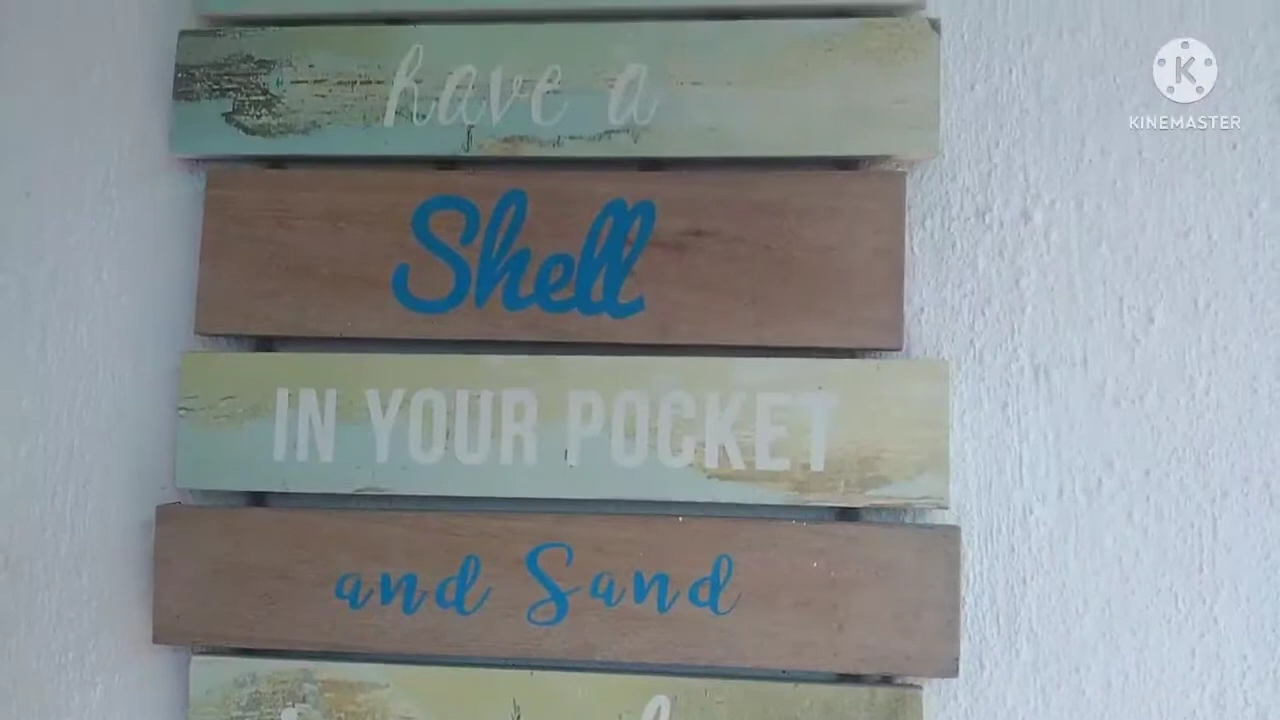 have a
Shell
IN YOUR POCKET
and Sand
K
KINEMASTER